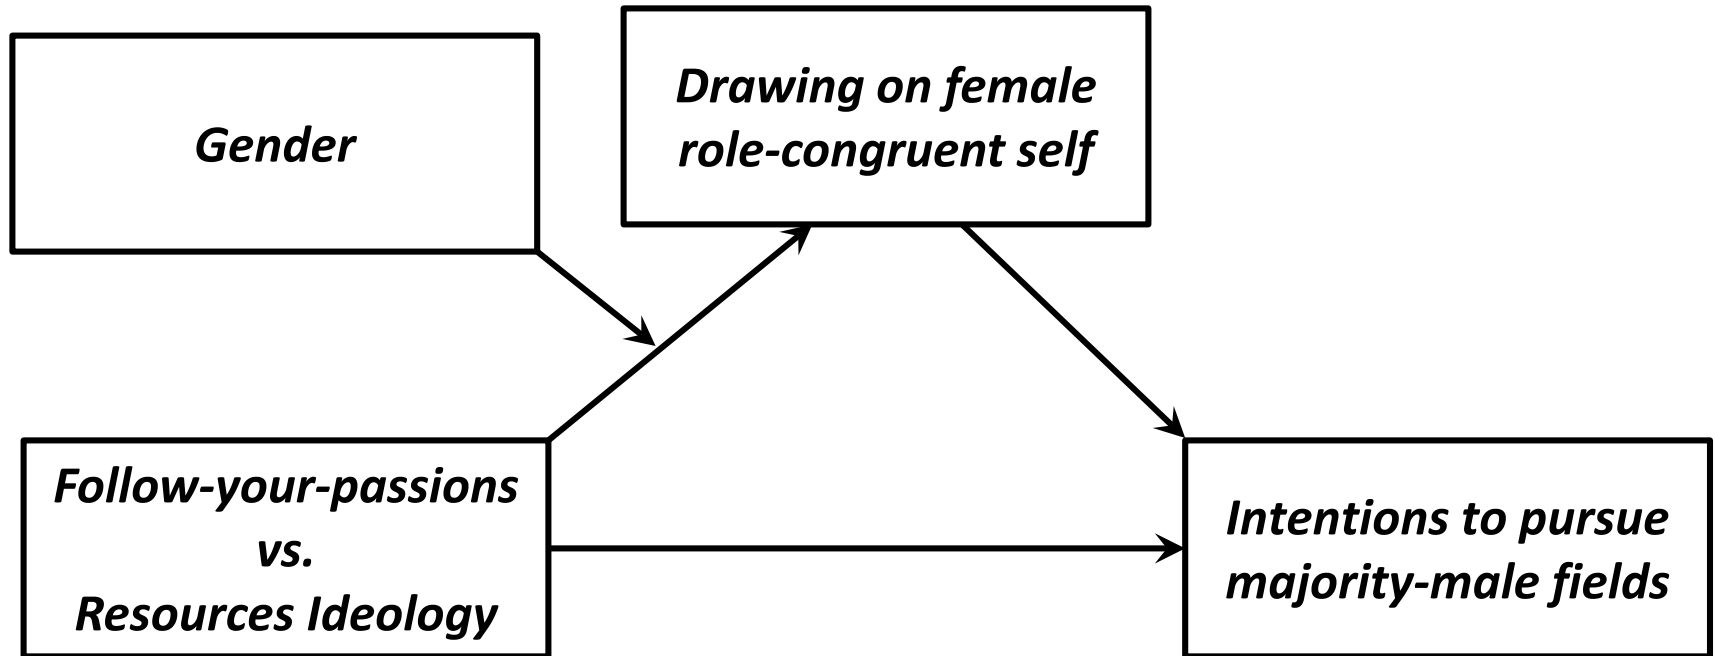 Gender
Drawing on female
role-congruent self
Follow-your-passions
vs.
Resources Ideology
Intentions to pursue
majority-male fields